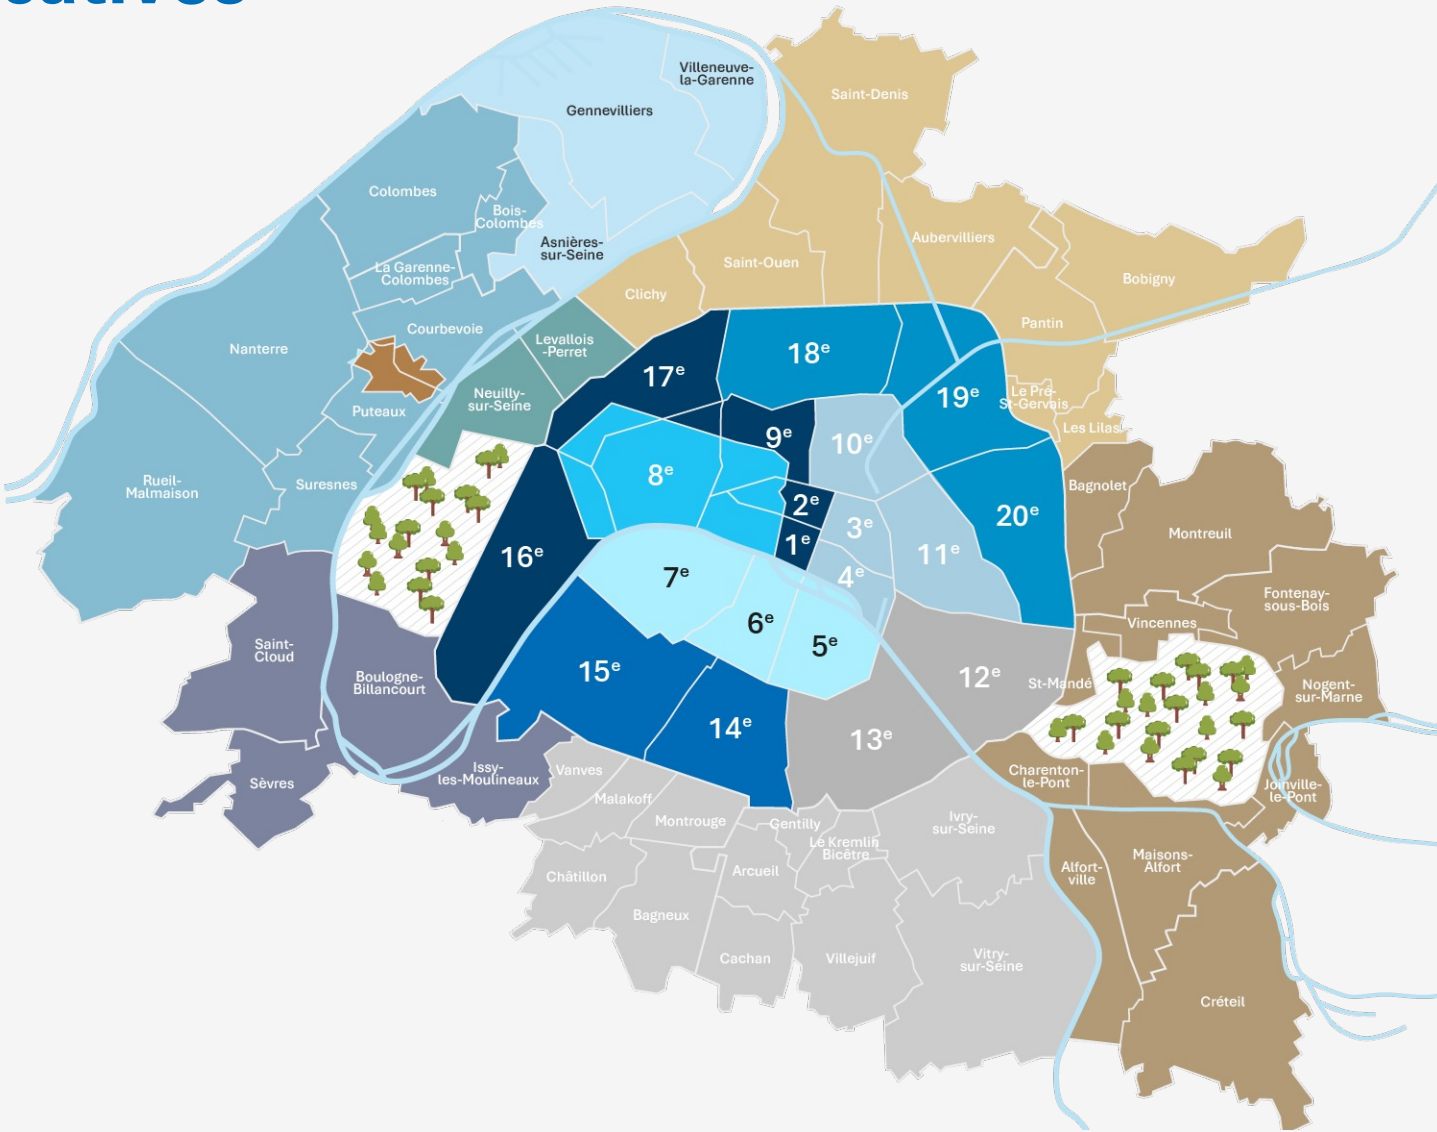 Villeneuve-
la-Garenne
Saint-Denis
Gennevilliers
Colombes
Bois-
Colombes
Asnières-
sur-Seine
Aubervilliers
Saint-Ouen
La Garenne-
Colombes
Bobigny
Clichy
Pantin
Courbevoie
Levallois
-Perret
Nanterre
18e
17e
Neuilly-
sur-Seine
19e
Le Pré-
St-Gervais
Puteaux
Les Lilas
9e
10e
8e
Rueil-
Malmaison
Suresnes
Bagnolet
2e
3e
20e
Montreuil
1e
11e
16e
7e
4e
Fontenay-
sous-Bois
6e
Vincennes
5e
Saint-
Cloud
15e
12e
Boulogne-
Billancourt
St-Mandé
Nogent-
sur-Marne
14e
13e
Issy-
les-Moulineaux
Vanves
Sèvres
Charenton-
le-Pont
Joinville-
le-Pont
Malakoff
Montrouge
Gentilly
Ivry-
sur-Seine
Le Kremlin
Bicêtre
Maisons-
Alfort
Châtillon
Arcueil
Alfort-
ville
Bagneux
Cachan
Villejuif
Vitry-
sur-Seine
Créteil